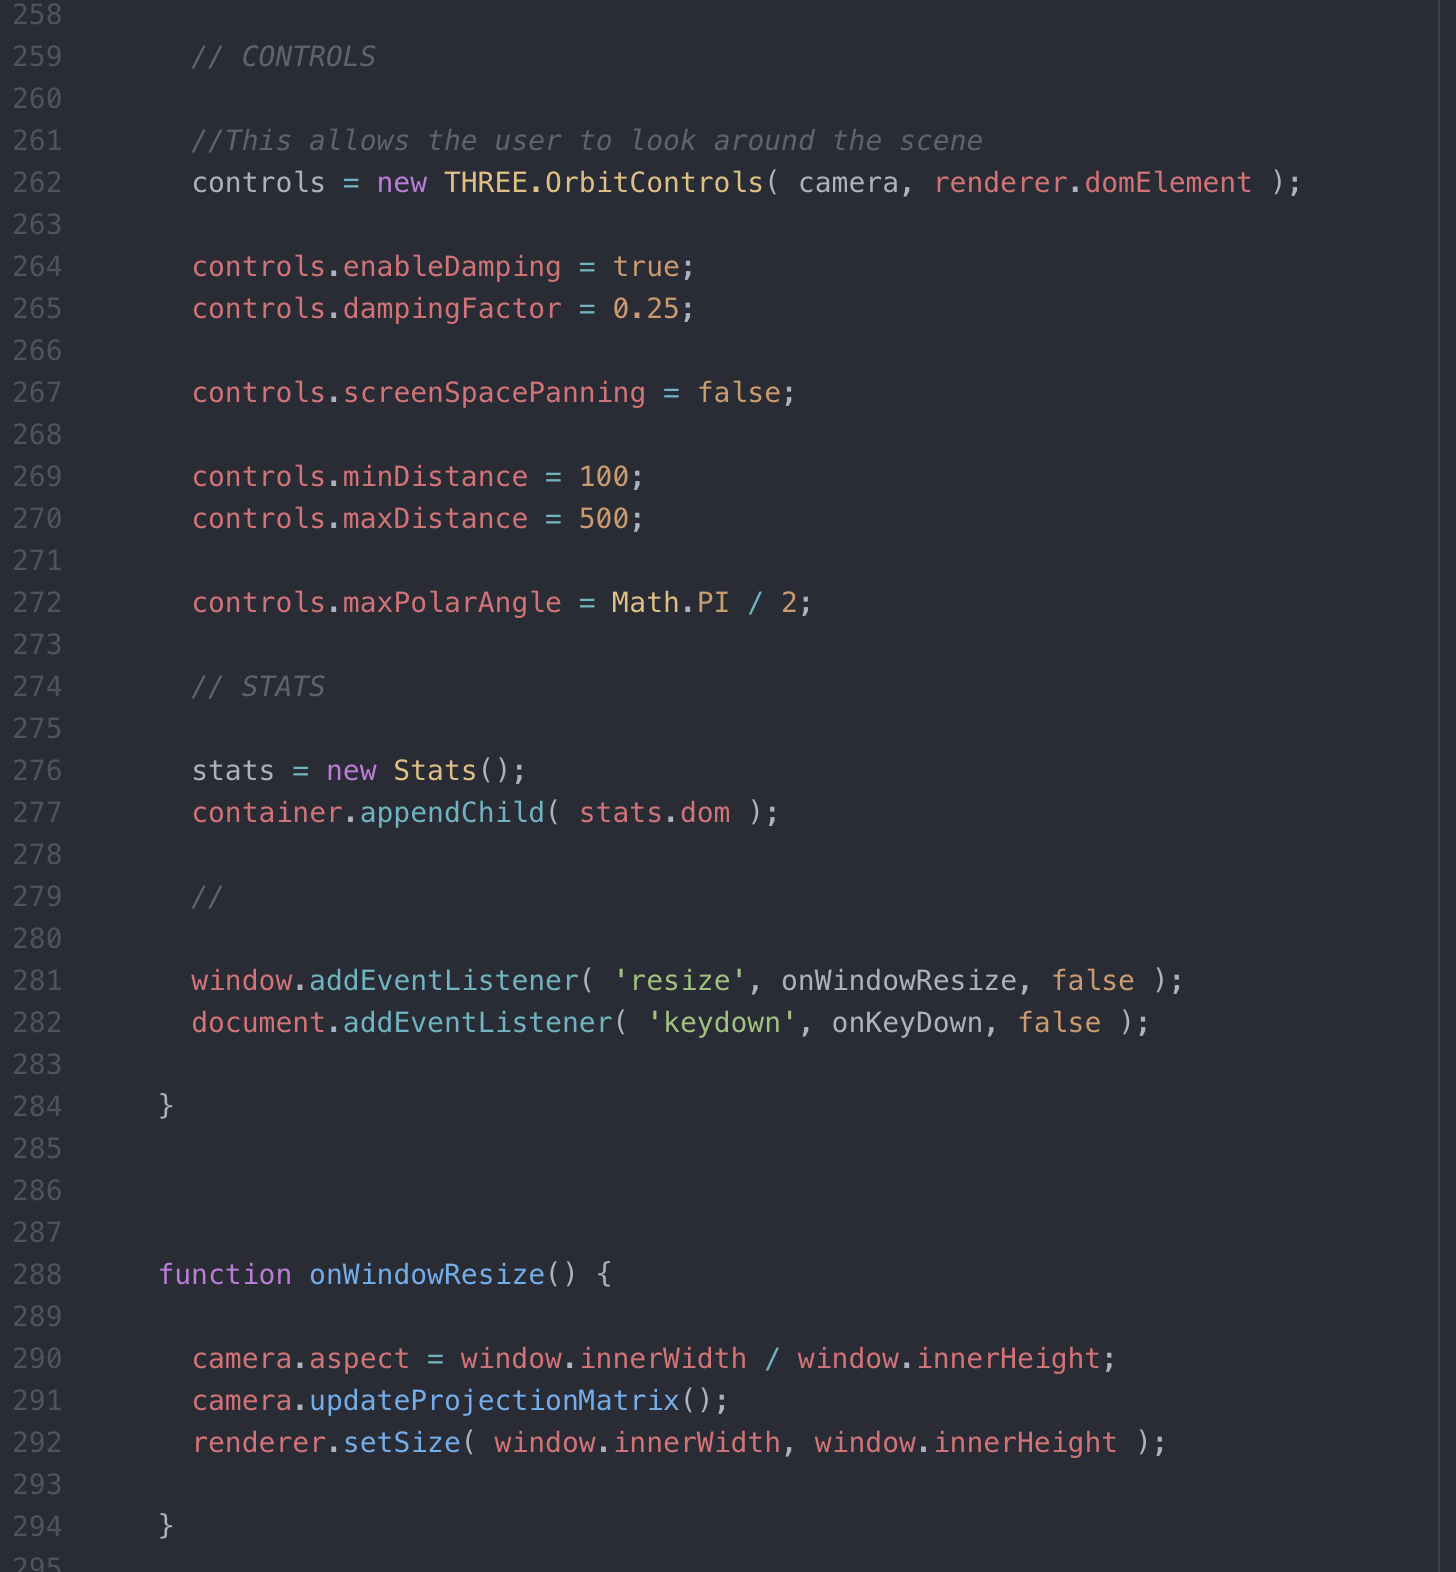 258
259 // CONTROLS
260
261 //This allows the user to look around the scene
262 controls = new THREE.OrbitControls( camera, renderer.domElement );
263
264 controls.enableDamping = true;
265 controls.dampingFactor = 0.25;
266
267 controls.screenSpacePanning = false;
268
269 controls.minDistance = 100;
270 controls.maxDistance = 500;
271
272 controls.maxPolarAngle = Math.PI / 2;
273
274 // STATS
275
276 stats = new Stats();
277 container.appendChild( stats.dom );
278
279 //
280
281 window.addEventListener( 'resize', onWindowResize, false );
282 document.addEventListener( 'keydown', onKeyDown, false );
283
284 }
285
286
287
288 function onWindowResize() {
289
290 camera.aspect = window.innerWidth / window.innerHeight;
291 camera.updateProjectionMatrix();
292 renderer.setSize( window.innerWidth, window.innerHeight );
293
294 }
295